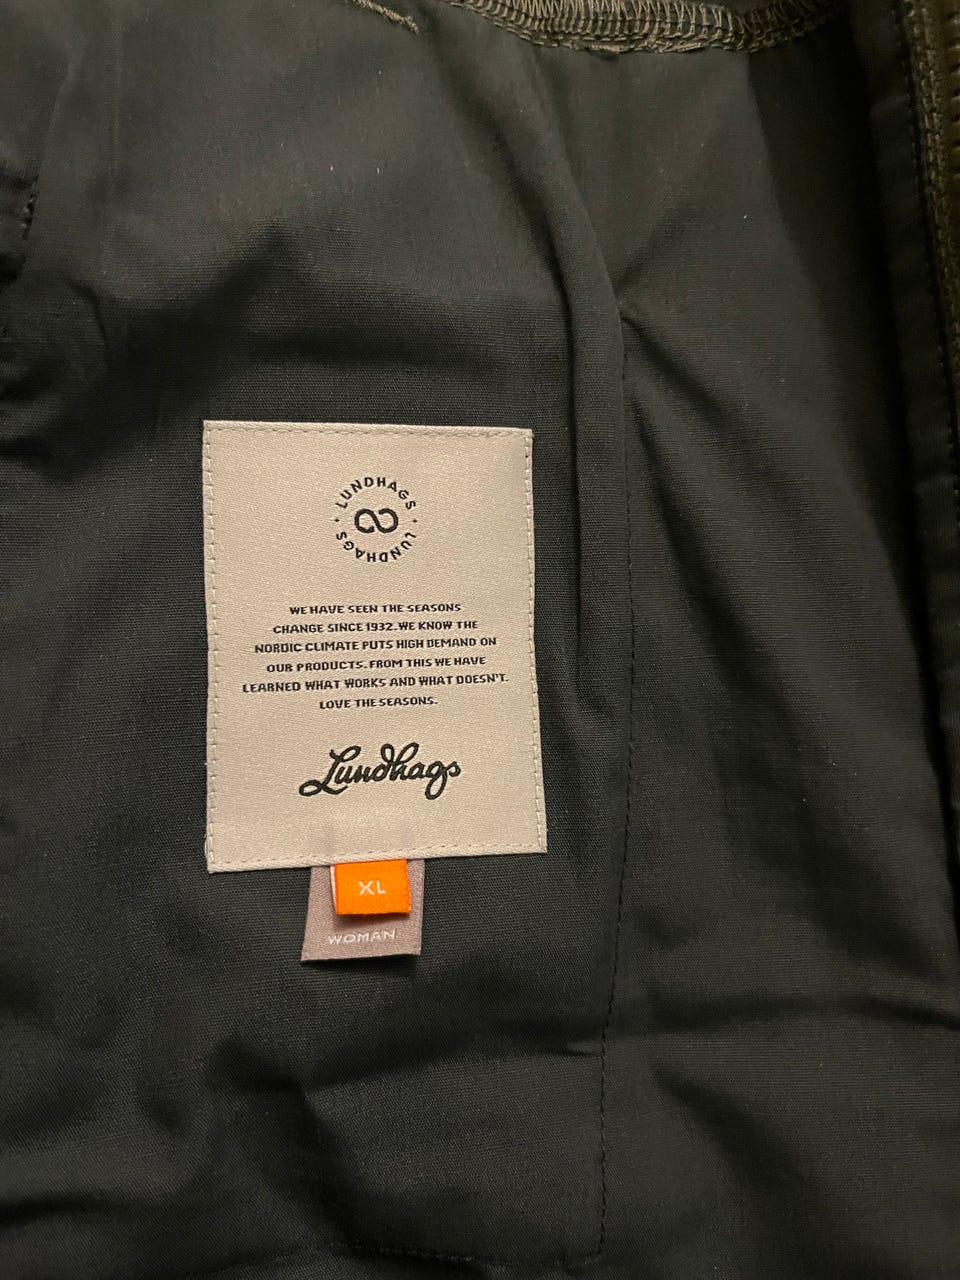 LUNDHAGS · LUNDHAGS ·
WE HAVE SEEN THE SEASONS
CHANGE SINCE 1932. WE KNOW THE
NORDIC CLIMATE PUTS HIGH DEMAND ON
OUR PRODUCTS. FROM THIS WE HAVE
LEARNED WHAT WORKS AND WHAT DOESN'T.
LOVE THE SEASONS.
Lundhags
XL
WOMAN